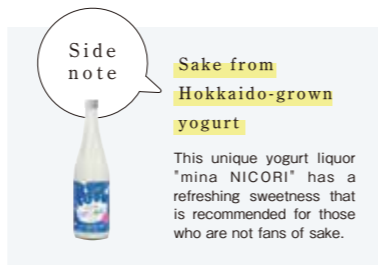 Side
note
Sake from
Hokkaido-grown
yogurt
This unique yogurt liquor
"mina NICORI" has a
refreshing sweetness that
is recommended for those
who are not fans of sake.